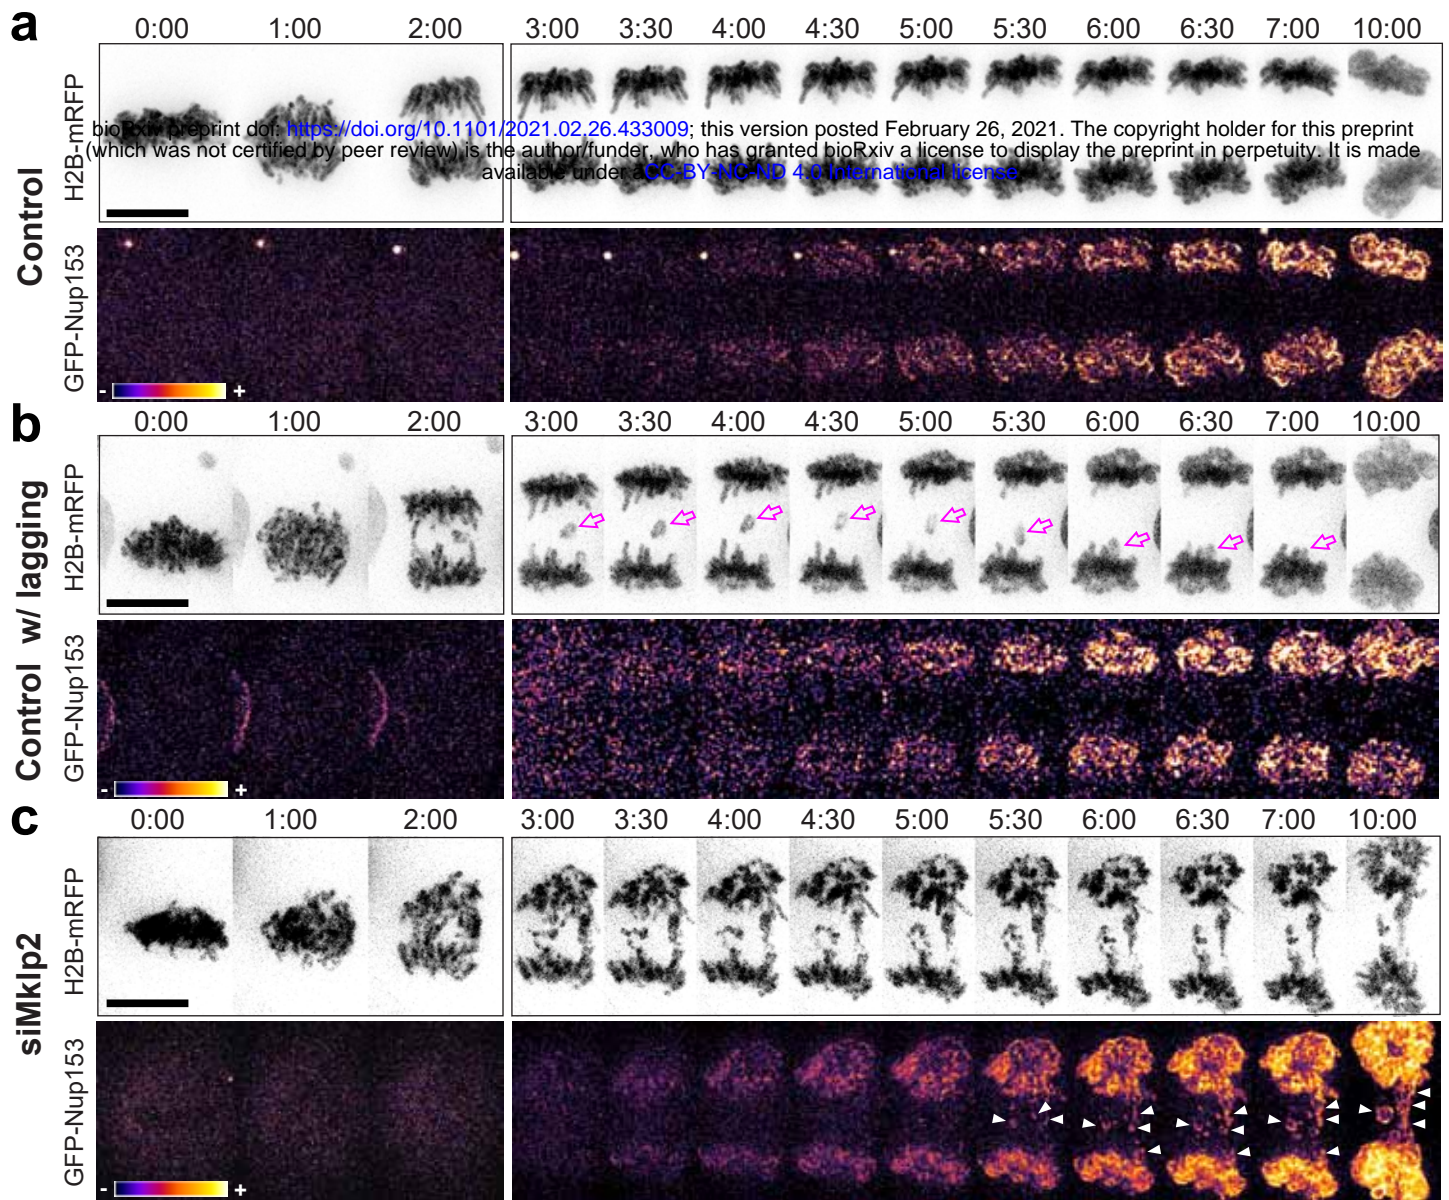 a
0:00 1:00 2:00 3:00 3:30 4:00 4:30 5:00 5:30 6:00 6:30 7:00 10:00
Control
H2B-mRFP
bioRxiv preprint doi: https://doi.org/10.1101/2021.02.26.433009; this version posted February 26, 2021. The copyright holder for this preprint
(which was not certified by peer review) is the author/funder, who has granted bioRxiv a license to display the preprint in perpetuity. It is made
available under aCC-BY-NC-ND 4.0 International license.
GFP-Nup153
- +
b
0:00 1:00 2:00 3:00 3:30 4:00 4:30 5:00 5:30 6:00 6:30 7:00 10:00
Control w/ lagging
H2B-mRFP
GFP-Nup153
- +
c
0:00 1:00 2:00 3:00 3:30 4:00 4:30 5:00 5:30 6:00 6:30 7:00 10:00
siMklp2
H2B-mRFP
GFP-Nup153
- +